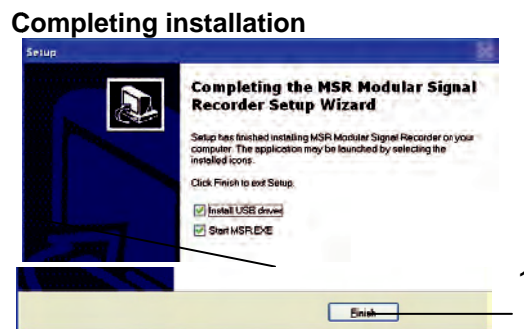 Completing installation
Setup
Completing the MSR Modular Signal
Recorder Setup Wizard
Setup has finished installing MSR Modular Signal Recorder on your
computer. The application may be launched by selecting the
installed icons.
Click Finish to exit Setup.
Install USB driver
Start MSR.EXE
Finish